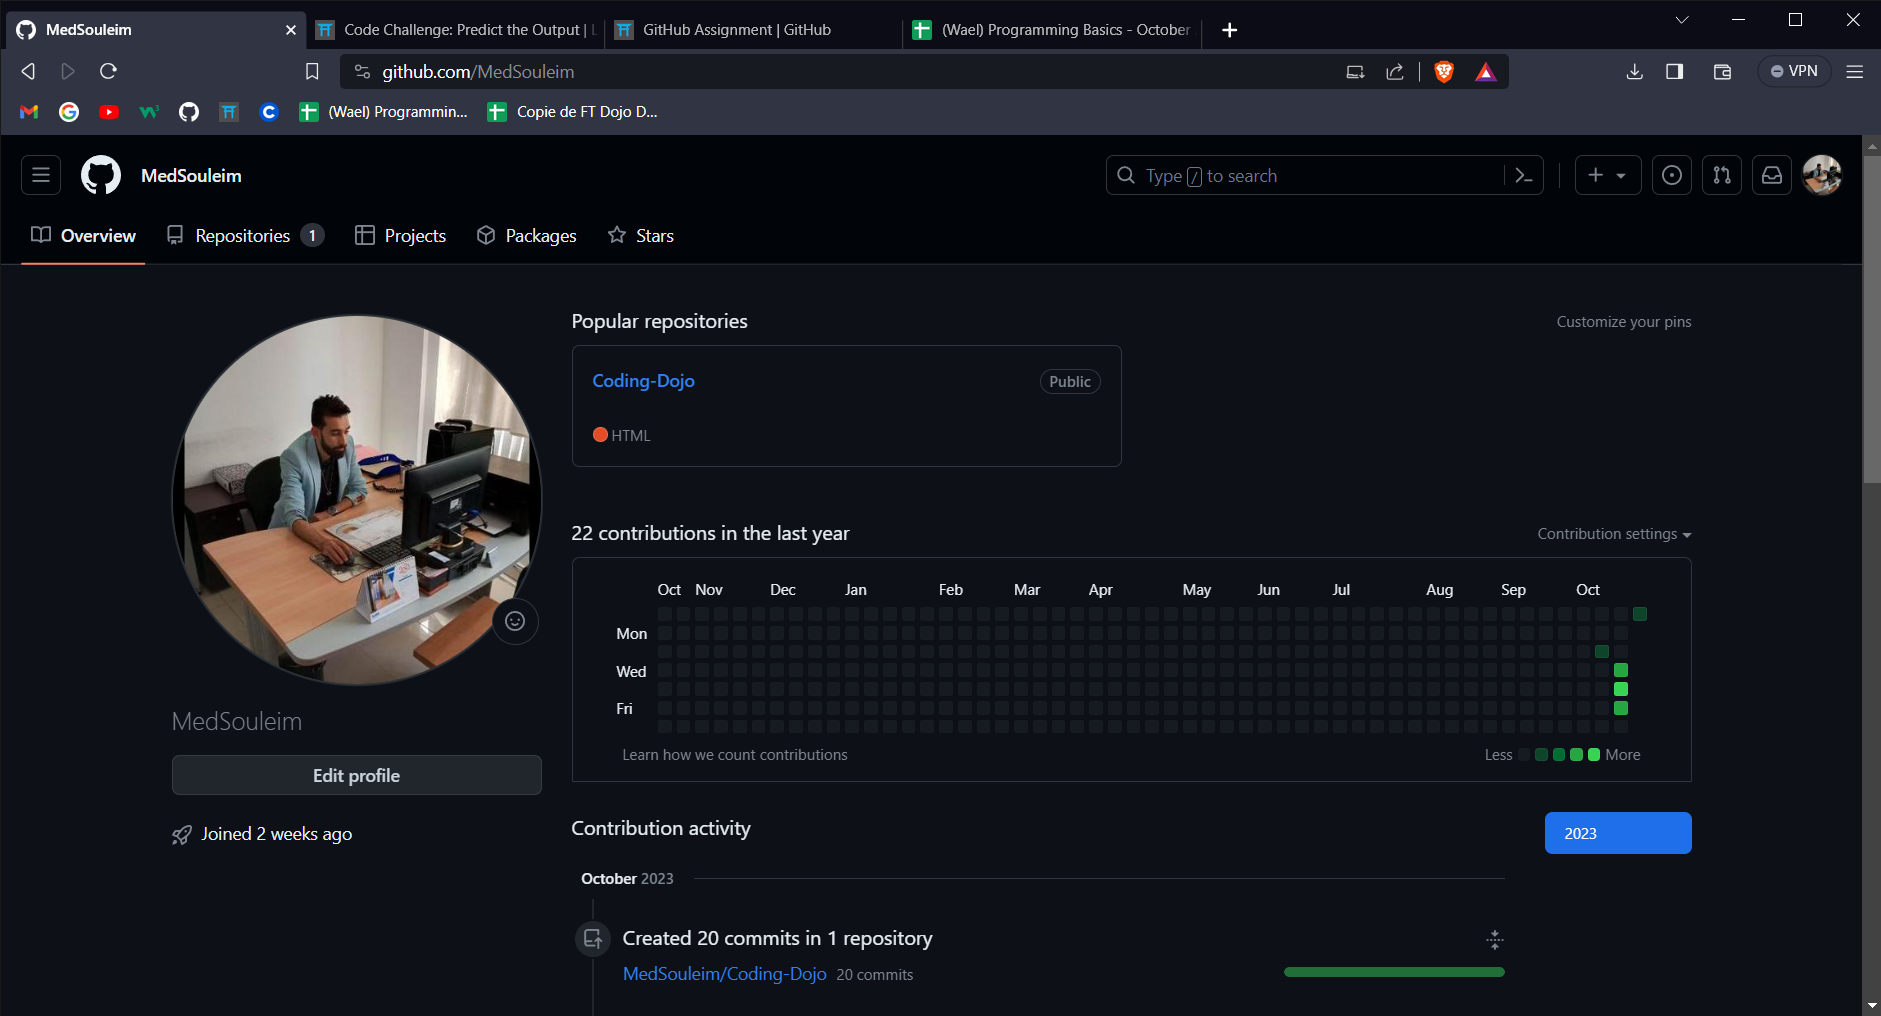 MedSouleim
Code Challenge: Predict the Output | L
GitHub Assignment | GitHub
(Wael) Programming Basics - October
github.com/MedSouleim
VPN
(Wael) Programmin...
Copie de FT Dojo D...
MedSouleim
Type / to search
Overview
Repositories 1
Projects
Packages
Stars
Popular repositories
Customize your pins
Coding-Dojo
Public
HTML
22 contributions in the last year
Contribution settings
Oct Nov Dec Jan Feb Mar Apr May Jun Jul Aug Sep Oct
Mon
Wed
Fri
Learn how we count contributions
Less
More
MedSouleim
Edit profile
Joined 2 weeks ago
Contribution activity
2023
October 2023
Created 20 commits in 1 repository
MedSouleim/Coding-Dojo 20 commits